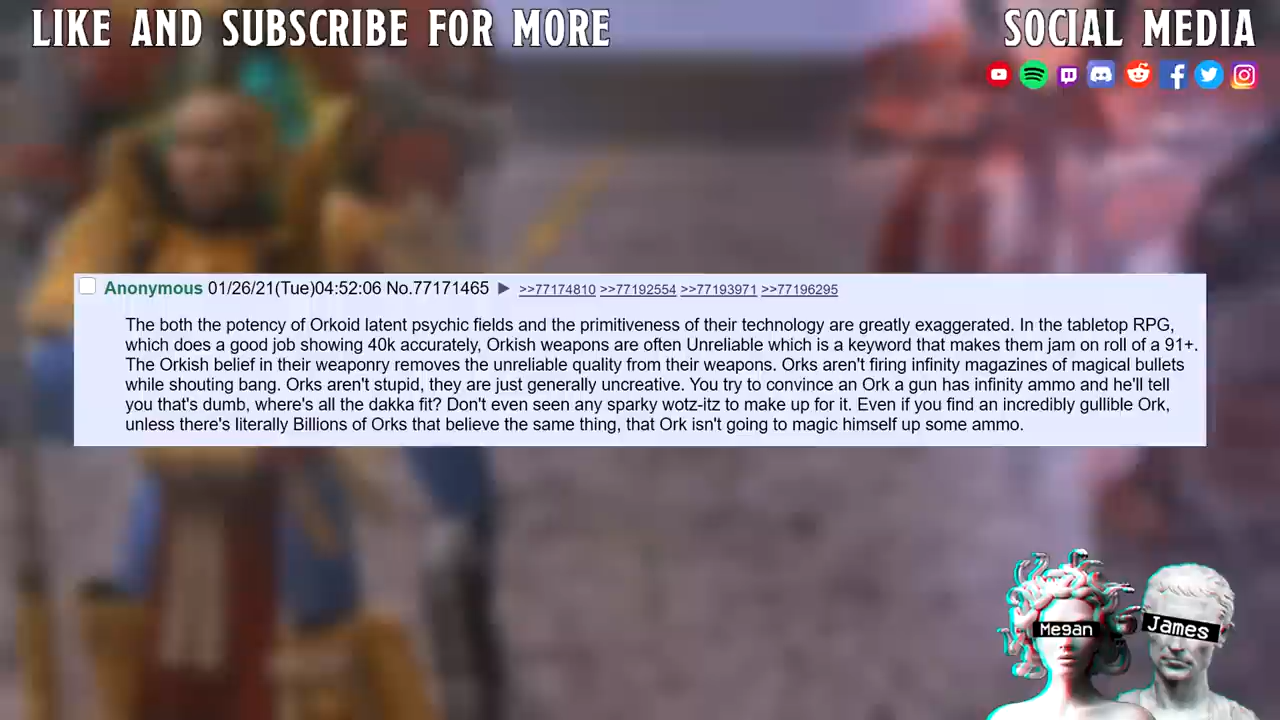 LIKE AND SUBSCRIBE FOR MORE
SOCIAL MEDIA
Anonymous 01/26/21(Tue)04:52:06 No.77171465 ▶ >>77174810 >>77192554 >>77193971 >>77196295
The both the potency of Orkoid latent psychic fields and the primitiveness of their technology are greatly exaggerated. In the tabletop RPG,
which does a good job showing 40k accurately, Orkish weapons are often Unreliable which is a keyword that makes them jam on roll of a 91+.
The Orkish belief in their weaponry removes the unreliable quality from their weapons. Orks aren't firing infinity magazines of magical bullets
while shouting bang. Orks aren't stupid, they are just generally uncreative. You try to convince an Ork a gun has infinity ammo and he'll tell
you that's dumb, where's all the dakka fit? Don't even seen any sparky wotz-itz to make up for it. Even if you find an incredibly gullible Ork,
unless there's literally Billions of Orks that believe the same thing, that Ork isn't going to magic himself up some ammo.
Megan
James